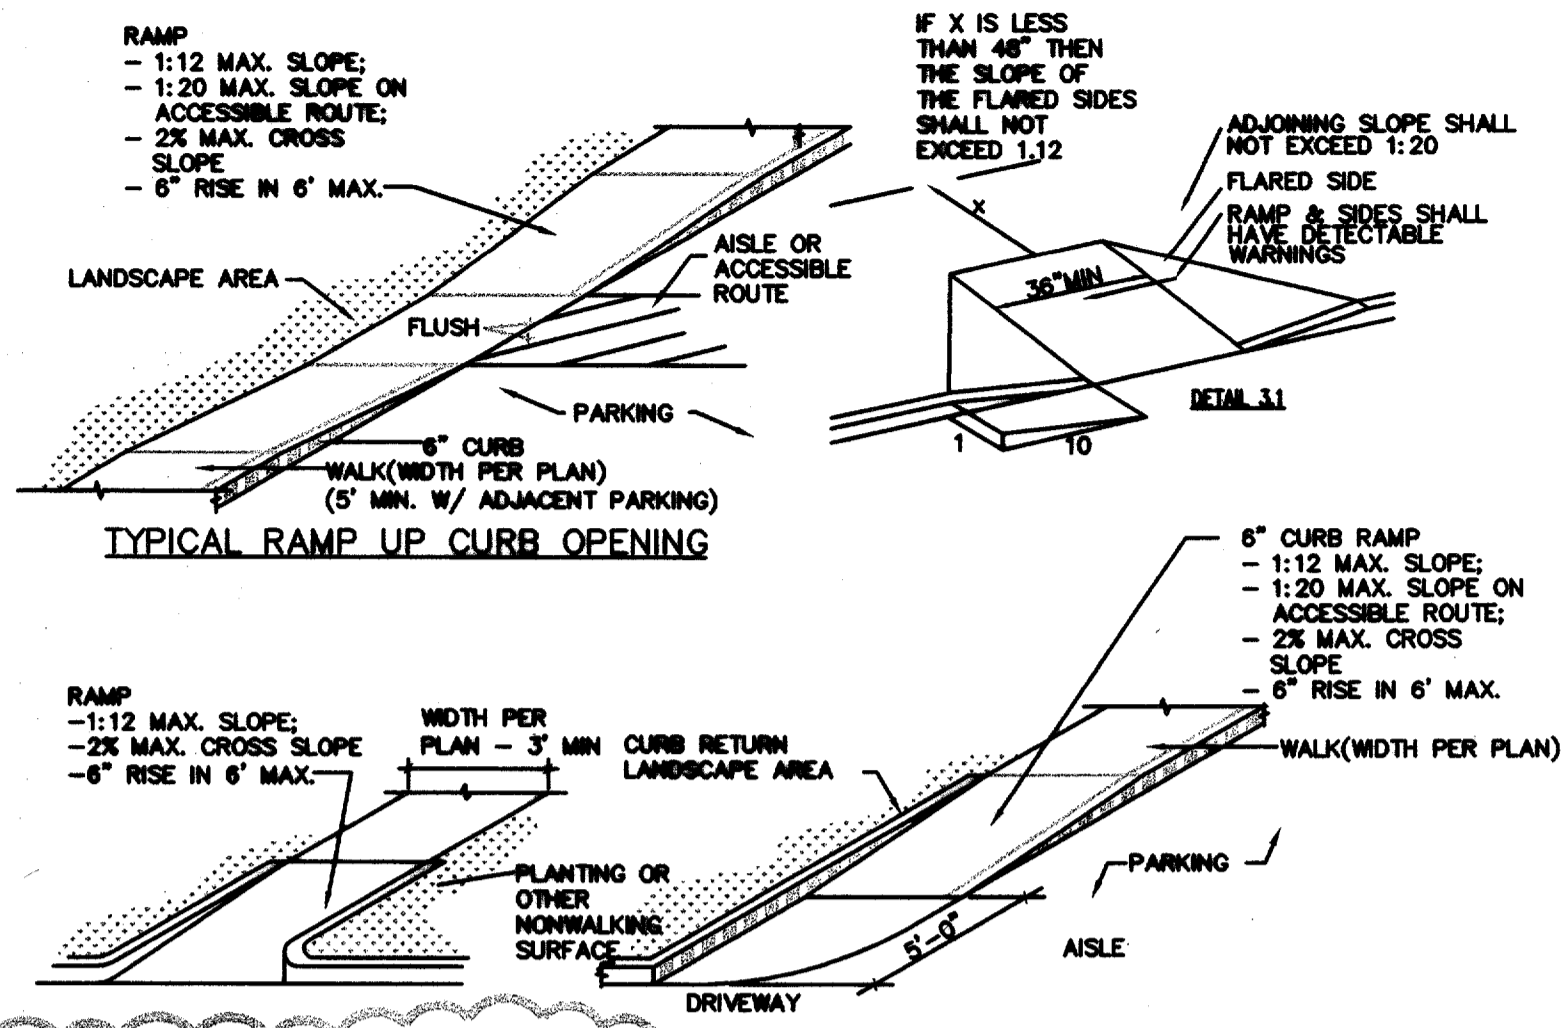 RAMP
- 1:12 MAX. SLOPE;
- 1:20 MAX. SLOPE ON
ACCESSIBLE ROUTE;
- 2% MAX. CROSS
SLOPE
- 6" RISE IN 6' MAX.
LANDSCAPE AREA
FLUSH
AISLE OR
ACCESSIBLE
ROUTE
PARKING
6" CURB
WALK(WIDTH PER PLAN)
(5' MIN. W/ ADJACENT PARKING)
TYPICAL RAMP UP CURB OPENING
IF X IS LESS
THAN 48" THEN
THE SLOPE OF
THE FLARED SIDES
SHALL NOT
EXCEED 1.12
X
ADJOINING SLOPE SHALL
NOT EXCEED 1:20
FLARED SIDE
RAMP & SIDES SHALL
HAVE DETECTABLE
WARNINGS
36"MIN
1
10
DETAIL 3.1
RAMP
-1:12 MAX. SLOPE;
-2% MAX. CROSS SLOPE
-6" RISE IN 6' MAX.
WIDTH PER
PLAN - 3' MIN
PLANTING OR
OTHER
NONWALKING
SURFACE
CURB RETURN
LANDSCAPE AREA
6" CURB RAMP
- 1:12 MAX. SLOPE;
- 1:20 MAX. SLOPE ON
ACCESSIBLE ROUTE;
- 2% MAX. CROSS
SLOPE
- 6" RISE IN 6' MAX.
WALK(WIDTH PER PLAN)
PARKING
5'-0"
AISLE
DRIVEWAY